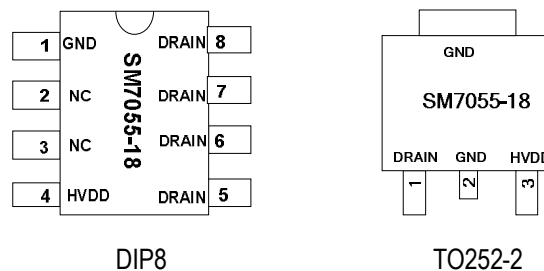 1 GND DRAIN 8
2 NC DRAIN 7
3 NC DRAIN 6
4 HVDD DRAIN 5
SM7055-18
DIP8
GND
SM7055-18
DRAIN GND HVDD
1 2 3
TO252-2